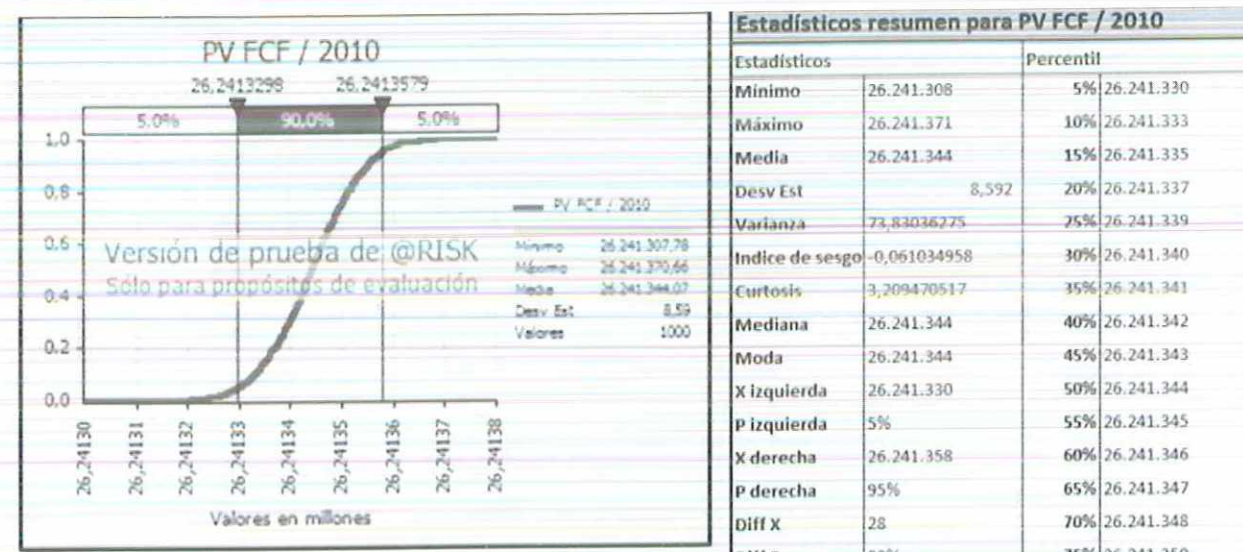 PV FCF / 2010
26,2413298 26,2413579
5.0% 90.0% 5.0%
1,0
0,8
0,6
0,4
0,2
0,0
Versión de prueba de @RISK
Sólo para propósitos de evaluación
26,24130
26,24131
26,24132
26,24133
26,24134
26,24135
26,24136
26,24137
26,24138
Valores en millones
PV FCF / 2010
Mínimo 26.241.307,78
Máximo 26.241.370,66
Media 26.241.344,07
Desv Est 8,59
Valores 1000
Estadísticos resumen para PV FCF / 2010
Estadísticos Percentil
Mínimo 26.241.308 5% 26.241.330
Máximo 26.241.371 10% 26.241.333
Media 26.241.344 15% 26.241.335
Desv Est 8,592 20% 26.241.337
Varianza 73,83036275 25% 26.241.339
Indice de sesgo -0,061034958 30% 26.241.340
Curtosis 3,209470517 35% 26.241.341
Mediana 26.241.344 40% 26.241.342
Moda 26.241.344 45% 26.241.343
X izquierda 26.241.330 50% 26.241.344
P izquierda 5% 55% 26.241.345
X derecha 26.241.358 60% 26.241.346
P derecha 95% 65% 26.241.347
Diff X 28 70% 26.241.348